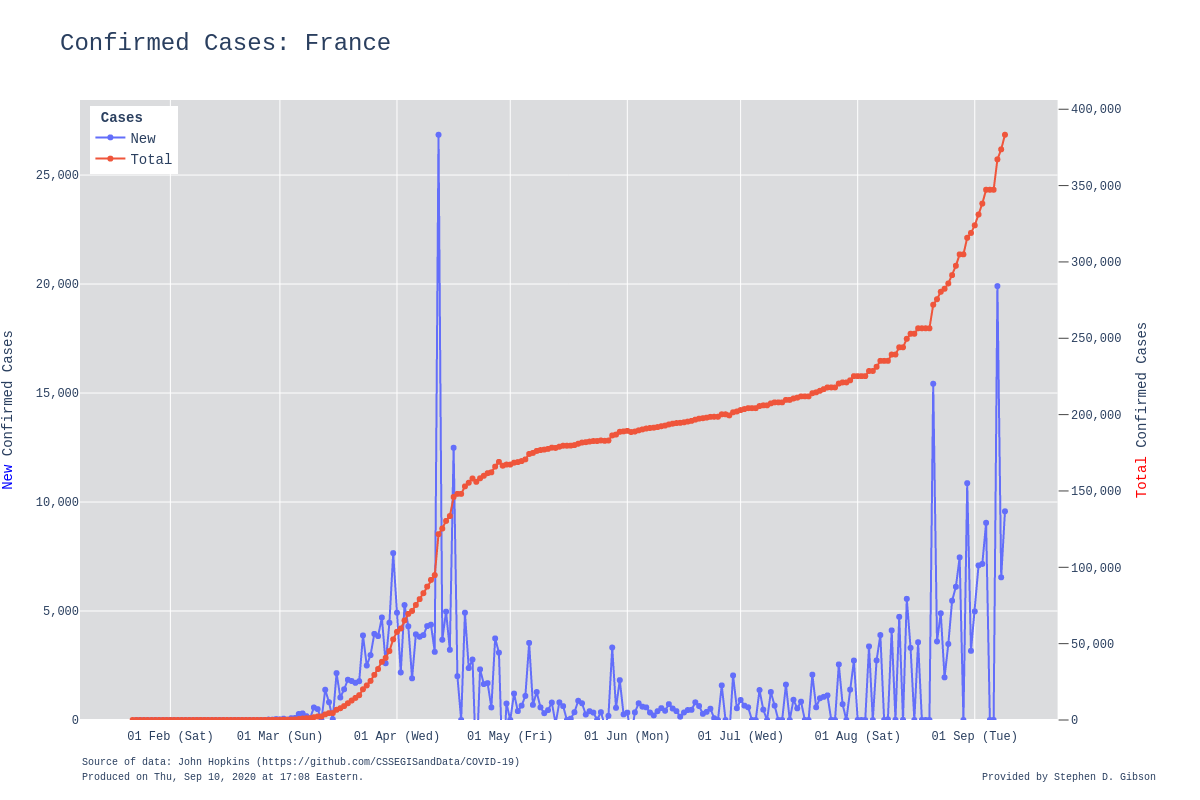 Confirmed Cases: France
Cases
New
Total
25,000
20,000
15,000
10,000
5,000
0
New Confirmed Cases
400,000
350,000
300,000
250,000
200,000
150,000
100,000
50,000
0
Total Confirmed Cases
01 Feb (Sat)
01 Mar (Sun)
01 Apr (Wed)
01 May (Fri)
01 Jun (Mon)
01 Jul (Wed)
01 Aug (Sat)
01 Sep (Tue)
Source of data: John Hopkins (https://github.com/CSSEGISandData/COVID-19)
Produced on Thu, Sep 10, 2020 at 17:08 Eastern.
Provided by Stephen D. Gibson